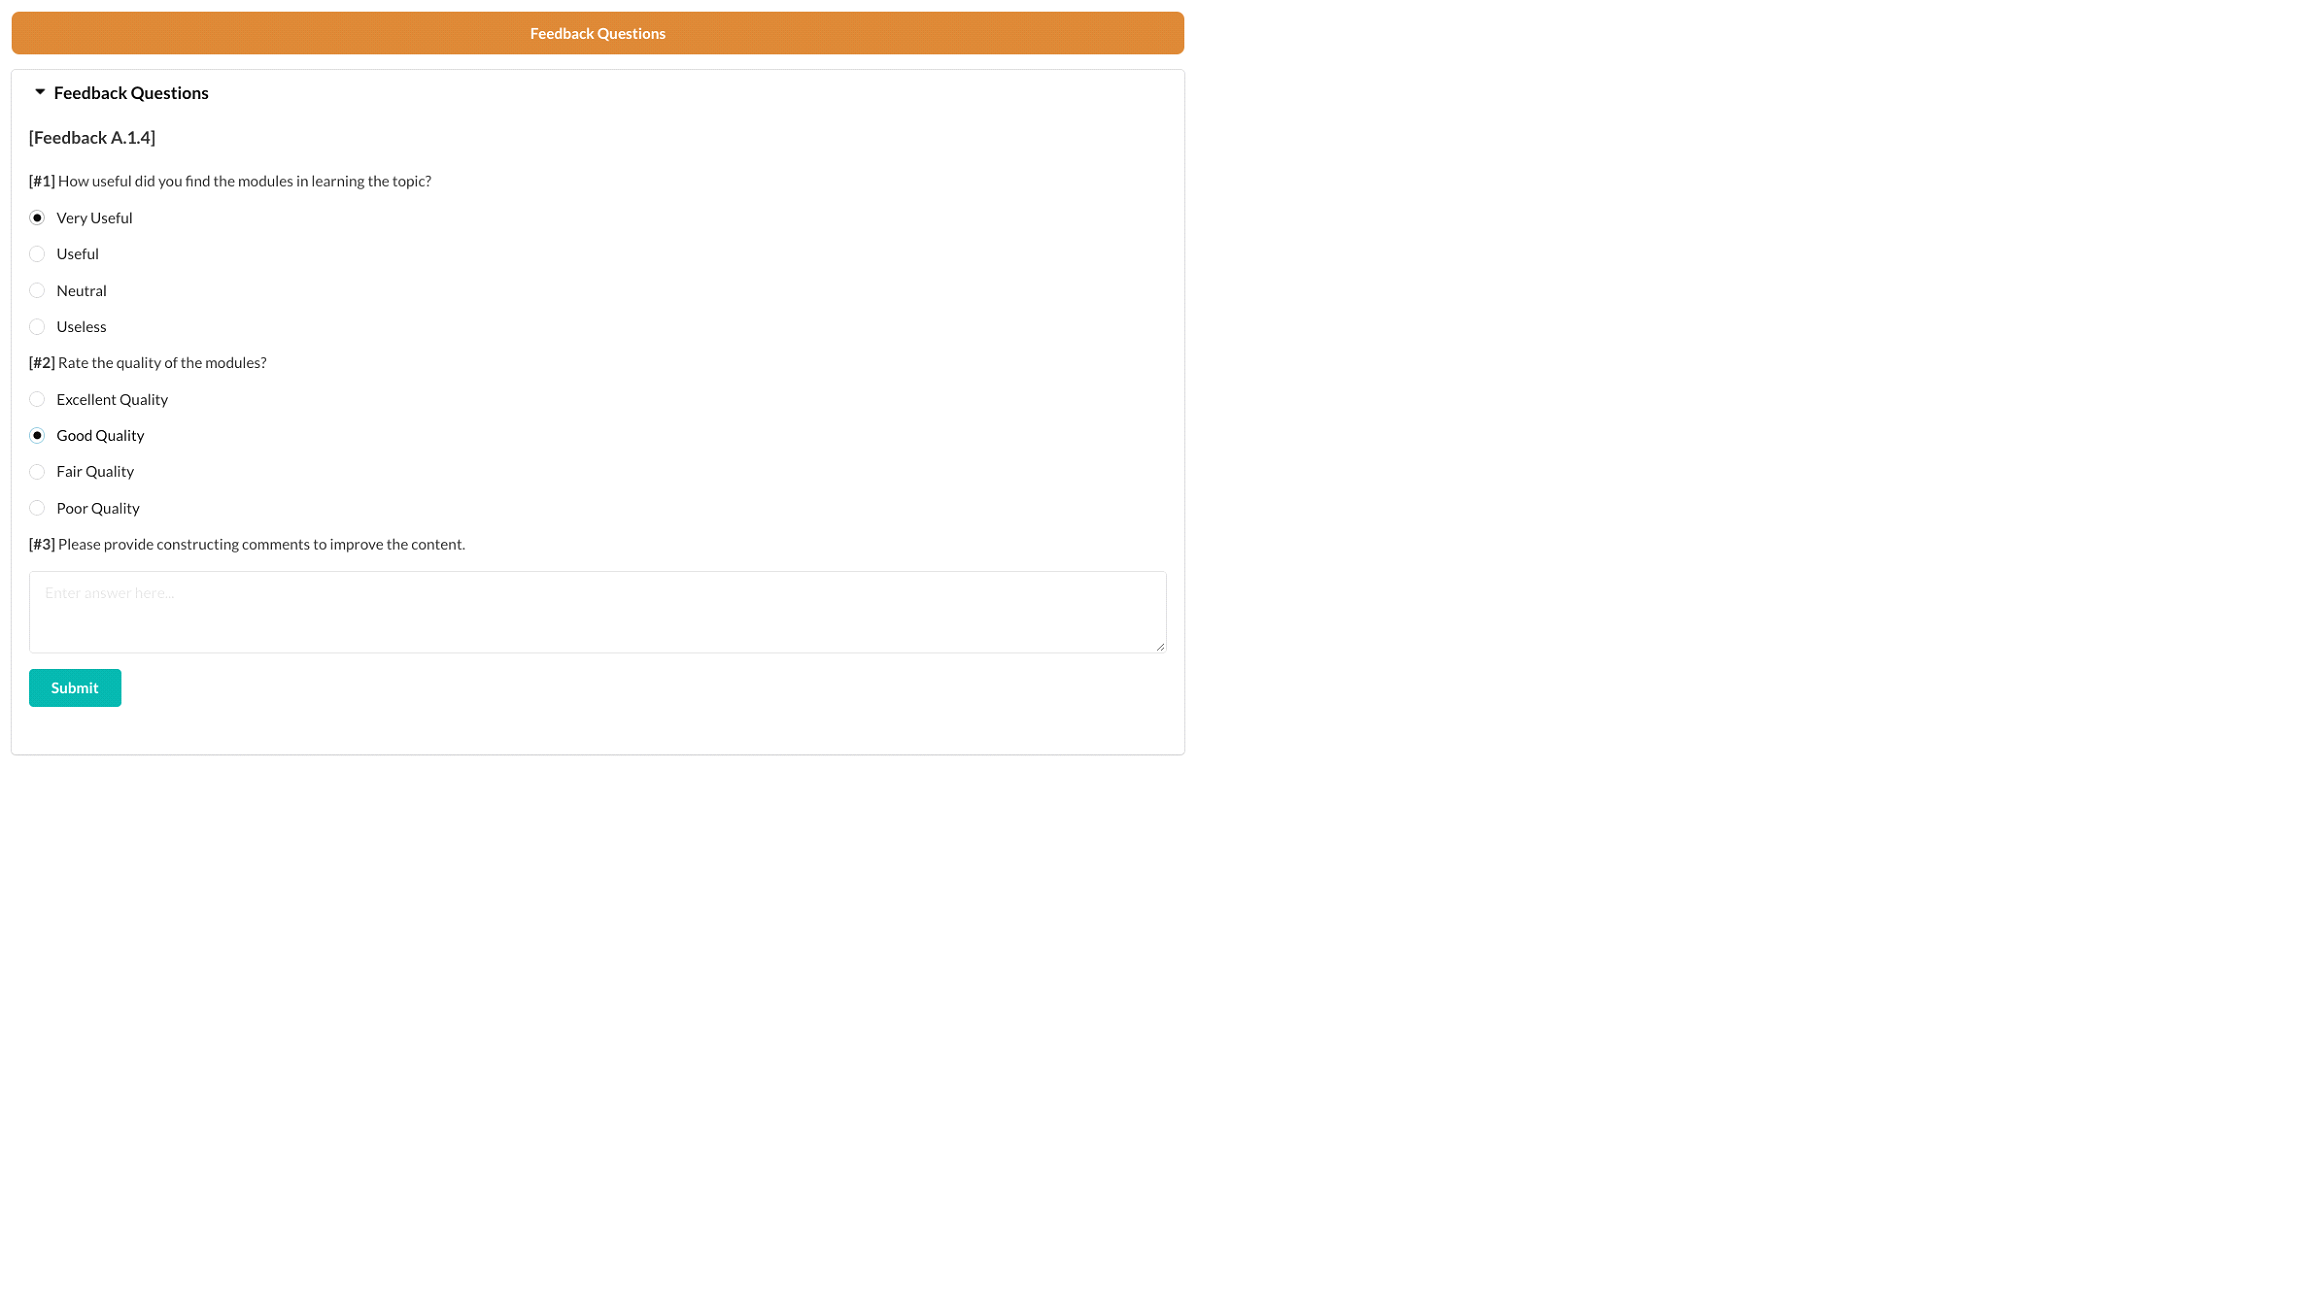 Feedback Questions
Feedback Questions
[Feedback A.1.4]
[#1] How useful did you find the modules in learning the topic?
Very Useful
Useful
Neutral
Useless
[#2] Rate the quality of the modules?
Excellent Quality
Good Quality
Fair Quality
Poor Quality
[#3] Please provide constructing comments to improve the content.
Enter answer here...
Submit